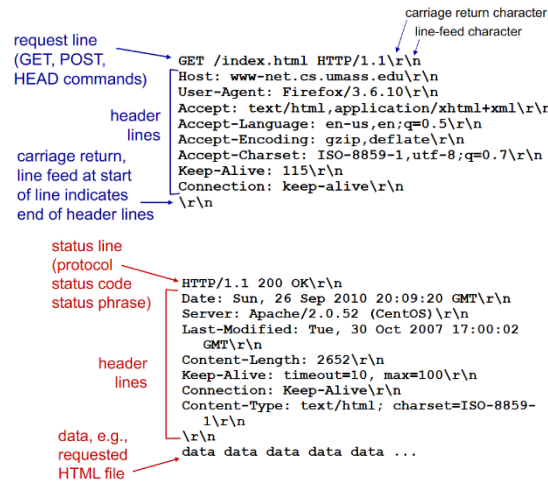 carriage return character
line-feed character
request line
(GET, POST,
HEAD commands)
GET /index.html HTTP/1.1\r\n
Host: www-net.cs.umass.edu\r\n
User-Agent: Firefox/3.6.10\r\n
Accept: text/html,application/xhtml+xml\r\n
Accept-Language: en-us,en;q=0.5\r\n
Accept-Encoding: gzip,deflate\r\n
Accept-Charset: ISO-8859-1,utf-8;q=0.7\r\n
Keep-Alive: 115\r\n
Connection: keep-alive\r\n
\r\n
header
lines
carriage return,
line feed at start
of line indicates
end of header lines
status line
(protocol
status code
status phrase)
HTTP/1.1 200 OK\r\n
Date: Sun, 26 Sep 2010 20:09:20 GMT\r\n
Server: Apache/2.0.52 (CentOS)\r\n
Last-Modified: Tue, 30 Oct 2007 17:00:02
GMT\r\n
Content-Length: 2652\r\n
Keep-Alive: timeout=10, max=100\r\n
Connection: Keep-Alive\r\n
Content-Type: text/html; charset=ISO-8859-
1\r\n
\r\n
data data data data data ...
header
lines
data, e.g.,
requested
HTML file